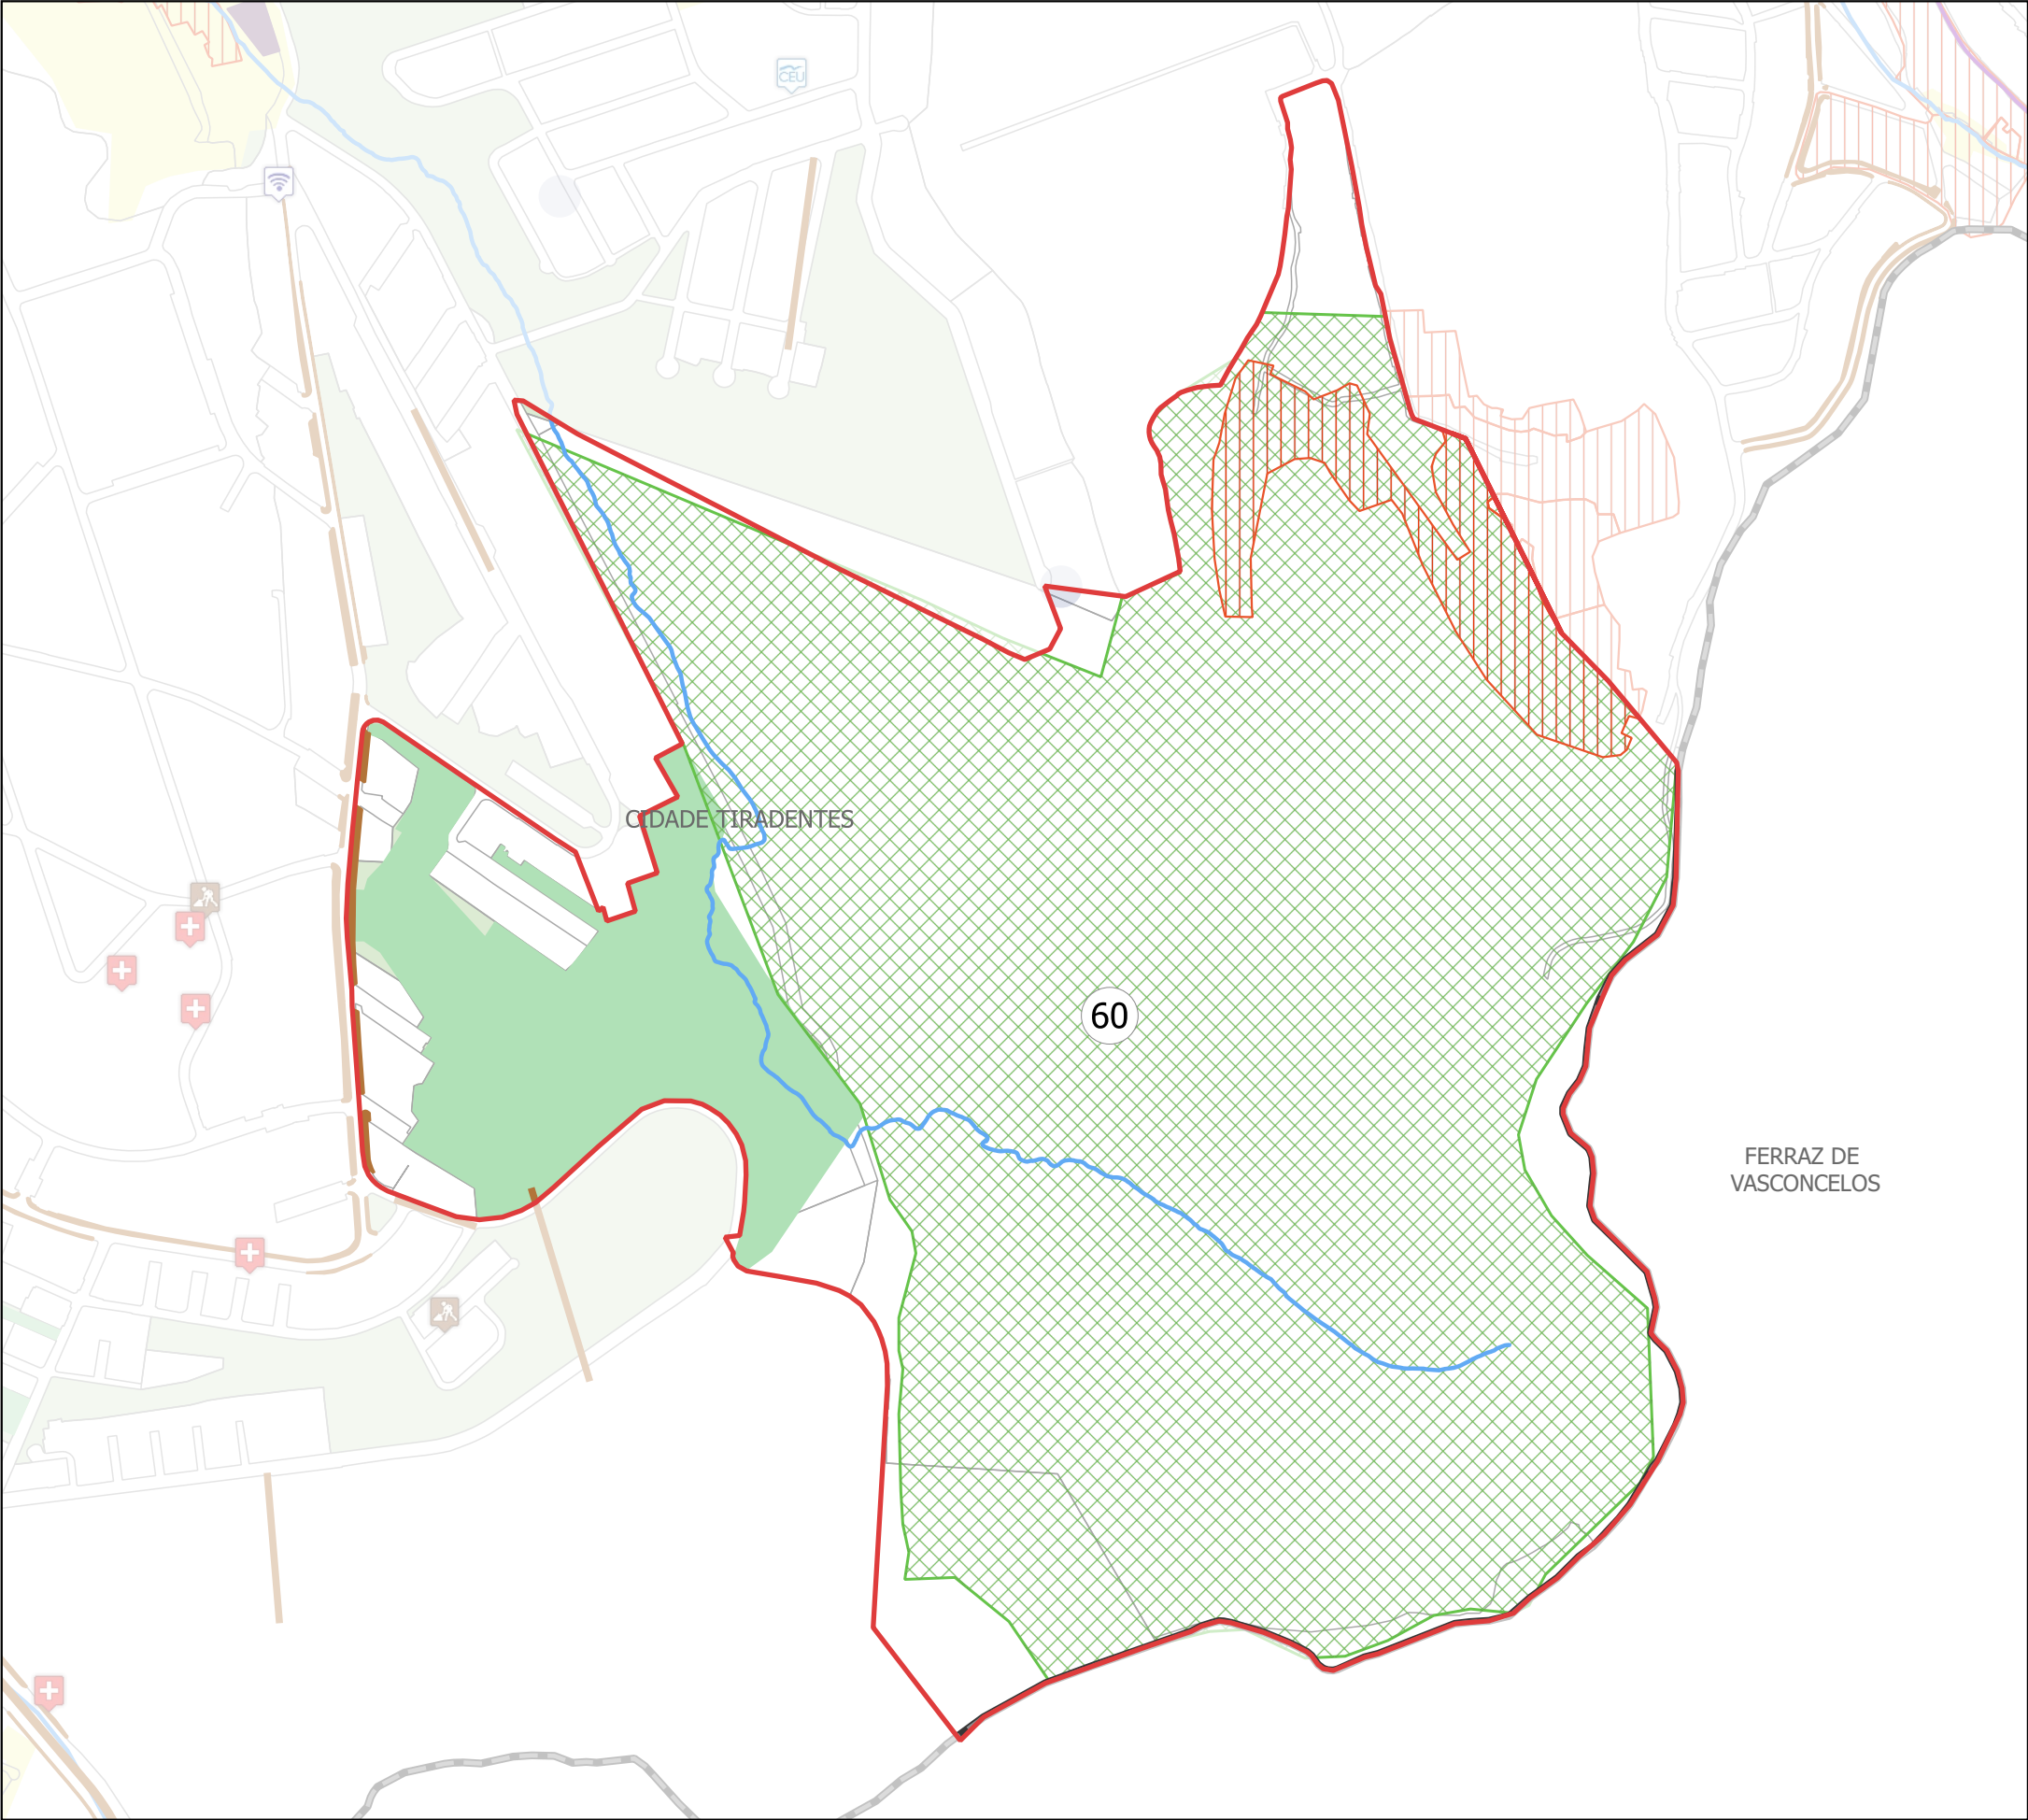 CEU
CIDADE TIRADENTES
60
FERRAZ DE
VASCONCELOS